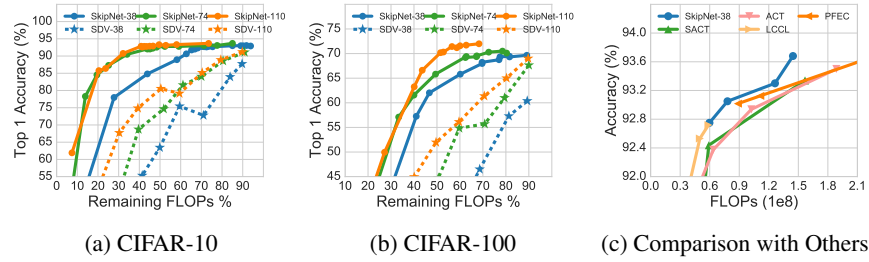 SkipNet-38 SkipNet-74 SkipNet-110
SDV-38 SDV-74 SDV-110
Top 1 Accuracy (%)
100
95
90
85
80
75
70
65
60
55
0 10 20 30 40 50 60 70 80 90 100
Remaining FLOPs %
(a) CIFAR-10
SkipNet-38 SkipNet-74 SkipNet-110
SDV-38 SDV-74 SDV-110
Top 1 Accuracy (%)
75
70
65
60
55
50
45
10 20 30 40 50 60 70 80 90 100
Remaining FLOPs %
(b) CIFAR-100
SkipNet-38 ACT PFEC
SACT LCCL
Accuracy (%)
94.0
93.6
93.2
92.8
92.4
92.0
0.0 0.3 0.6 0.9 1.2 1.5 1.8 2.1
FLOPs (1e8)
(c) Comparison with Others